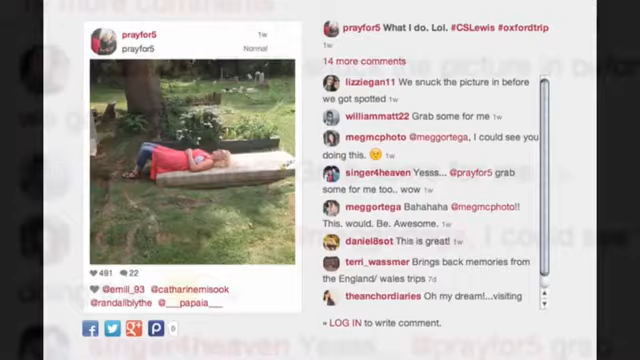 prayfor5
1w
prayfor5
Normal
491
22
@emil_93 @catharinemisook
@randallblythe @___papaia___
0
prayfor5 What I do. Lol. #CSLewis #oxfordtrip
1w
14 more comments
lizziegan11 We snuck the picture in before
we got spotted 1w
williammatt22 Grab some for me 1w
megmcphoto @meggortega, I could see you
doing this. 1w
singer4heaven Yesss... @prayfor5 grab
some for me too.. wow 1w
meggortega Bahahaha @megmcphoto!!
This. would. Be. Awesome. 1w
daniel8sot This is great! 1w
terri_wassmer Brings back memories from
the England/ wales trips 7d
theanchordiaries Oh my dream!...visiting
» LOG IN to write comment.